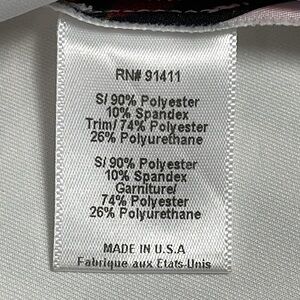 RN# 91411
S/ 90% Polyester
10% Spandex
Trim/ 74% Polyester
26% Polyurethane
S/ 90% Polyester
10% Spandex
Garniture/
74% Polyester
26% Polyurethane
MADE IN U.S.A
Fabrique aux Etats-Unis